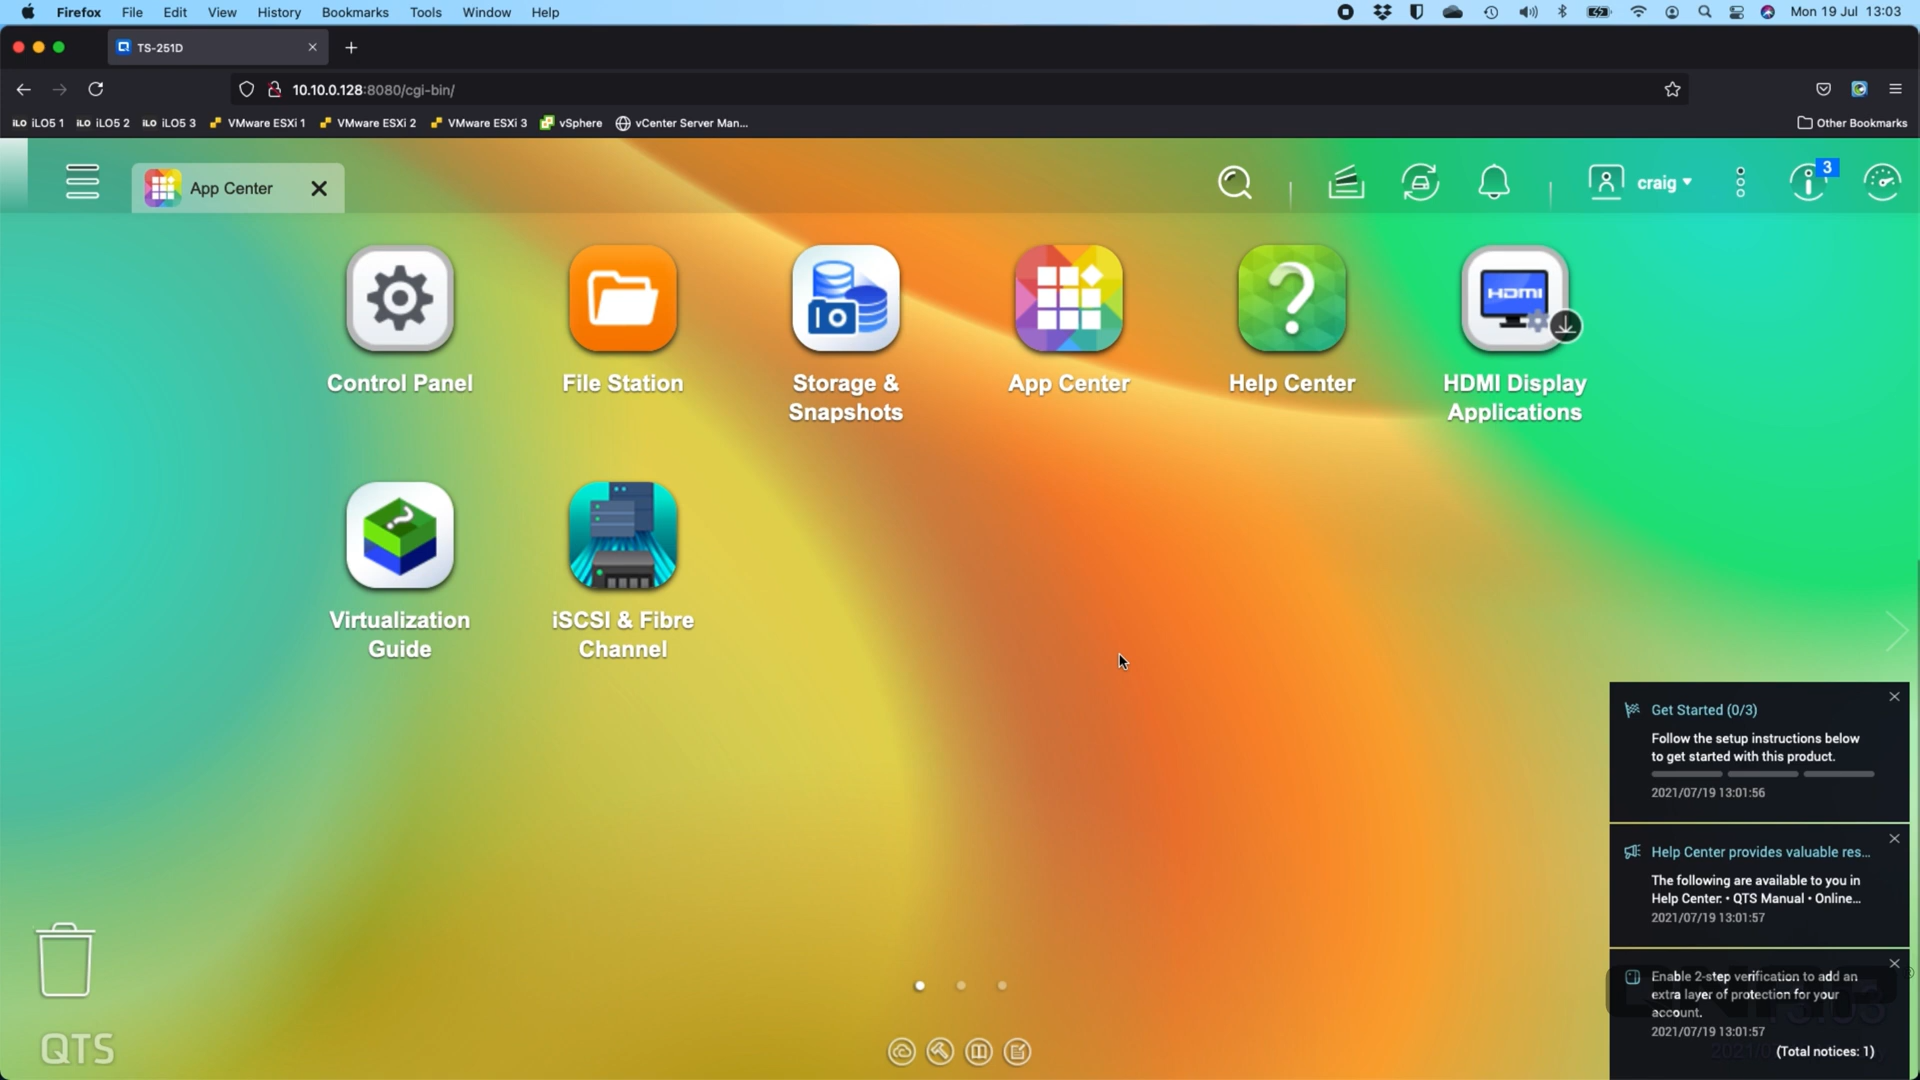 Firefox File Edit View History Bookmarks Tools Window Help Mon 19 Jul 13:03
TS-251D
10.10.0.128:8080/cgi-bin/
iLO iLO5 1 iLO iLO5 2 iLO iLO5 3 VMware ESXi 1 VMware ESXi 2 VMware ESXi 3 vSphere vCenter Server Man... Other Bookmarks
App Center craig 3
Control Panel
File Station
Storage &
Snapshots
App Center
Help Center
HDMI
HDMI Display
Applications
Virtualization
Guide
iSCSI & Fibre
Channel
Get Started (0/3)
Follow the setup instructions below
to get started with this product.
2021/07/19 13:01:56
Help Center provides valuable res...
The following are available to you in
Help Center: • QTS Manual • Online...
2021/07/19 13:01:57
Enable 2-step verification to add an
extra layer of protection for your
account.
2021/07/19 13:01:57
(Total notices: 1)
QTS